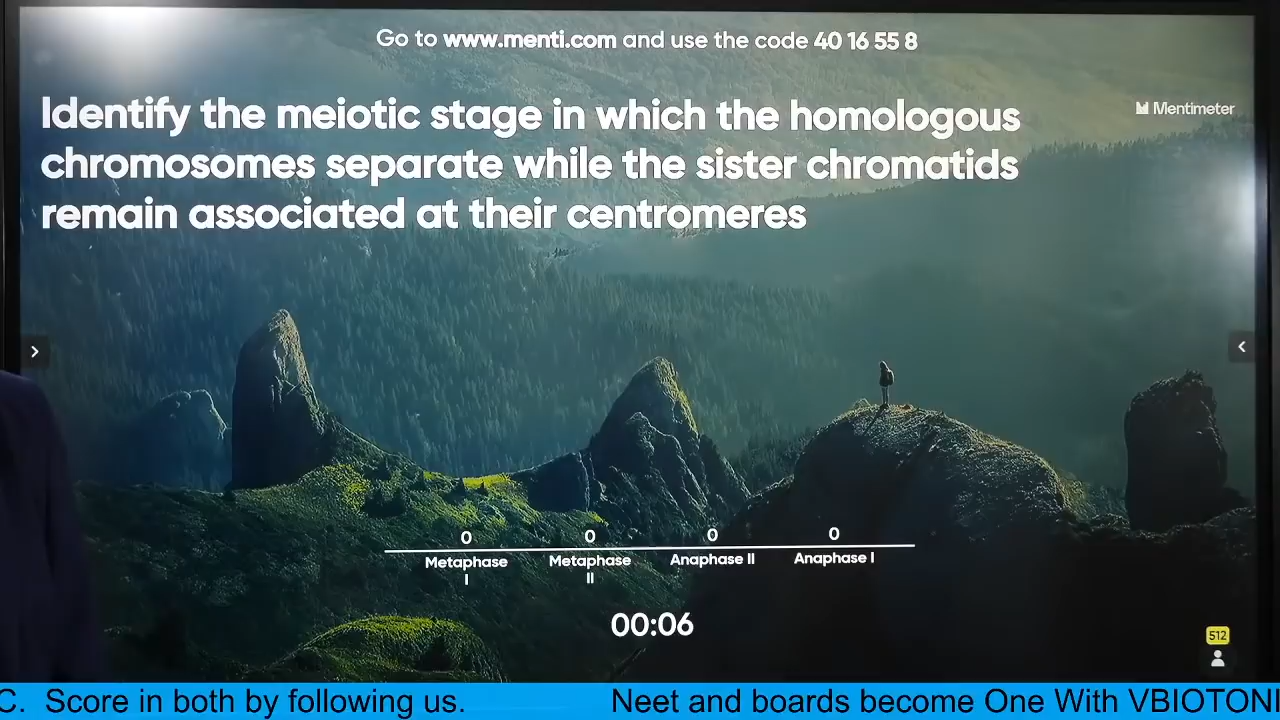 Go to www.menti.com and use the code 40 16 55 8
Mentimeter
Identify the meiotic stage in which the homologous
chromosomes separate while the sister chromatids
remain associated at their centromeres
0 0 0 0
Metaphase I
Metaphase II
Anaphase II
Anaphase I
00:06
512
C. Score in both by following us. Neet and boards become One With VBIOTONI